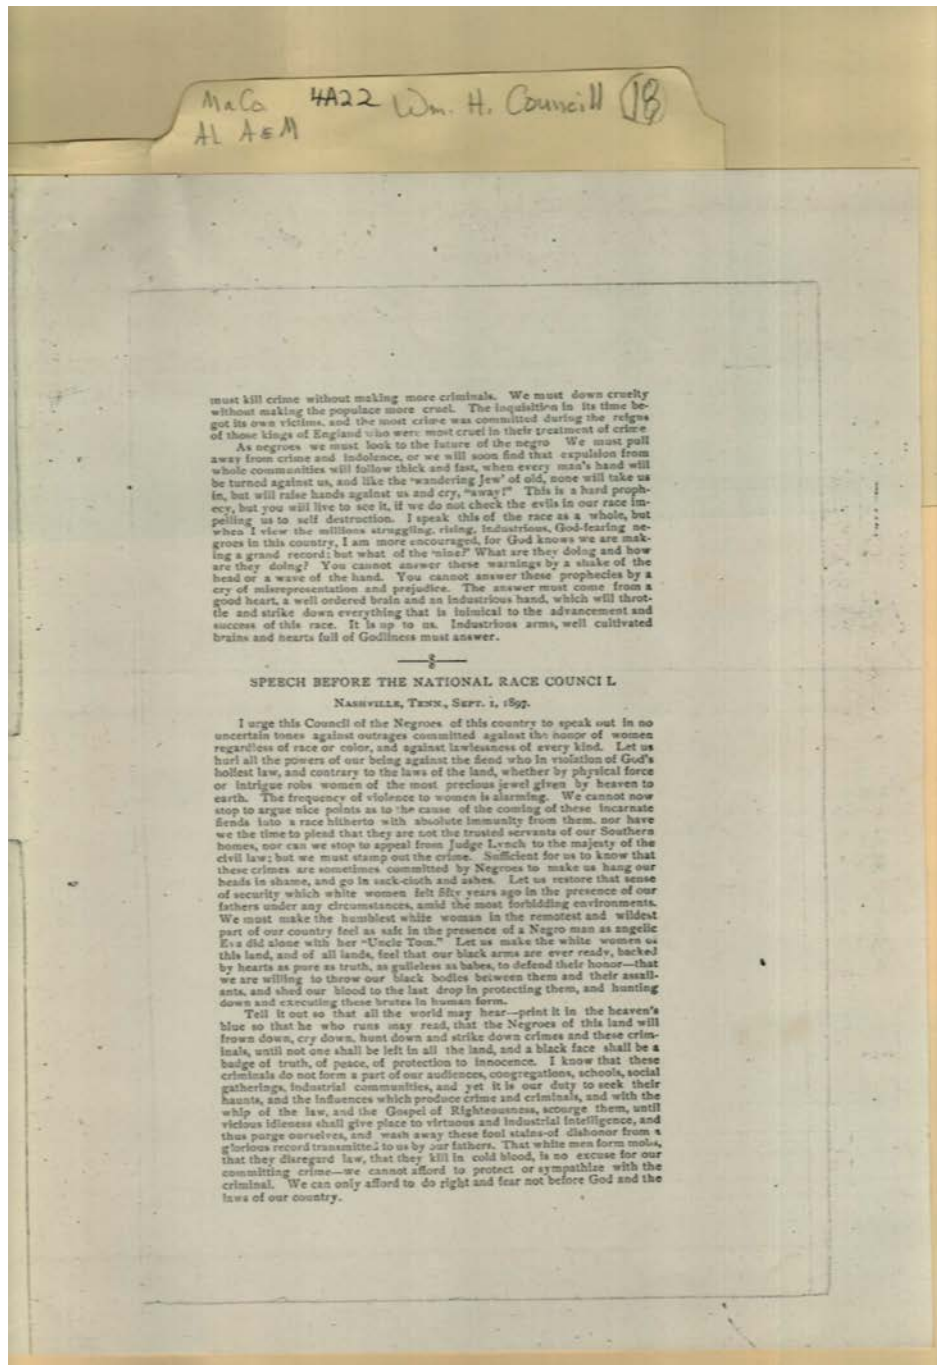 MaCo 4A22 Wm. H. Councill 18
AL A&M
must kill crime without making more criminals. We must down cruelty
without making the populace more cruel. The inquisition in its time be-
got its own victims, and the most crime was committed during the reigns
of those kings of England who were most cruel in their treatment of crime
As negroes we must look to the future of the negro We must pull
away from crime and indolence, or we will soon find that expulsion from
whole communities will follow thick and fast, when every man's hand will
be turned against us, and like the 'wandering Jew' of old, none will take us
in, but will raise hands against us and cry, "away!" This is a hard proph-
ecy, but you will live to see it, if we do not check the evils in our race im-
pelling us to self destruction. I speak this of the race as a whole, but
when I view the millions struggling, rising, industrious, God-fearing ne-
groes in this country, I am more encouraged, for God knows we are mak-
ing a grand record; but what of the 'nine?' What are they doing and how
are they doing? You cannot answer these warnings by a shake of the
head or a wave of the hand. You cannot answer these prophecies by a
cry of misrepresentation and prejudice. The answer must come from a
good heart, a well ordered brain and an industrious hand, which will throt-
tle and strike down everything that is inimical to the advancement and
success of this race. It is up to us. Industrious arms, well cultivated
brains and hearts full of Godliness must answer.
SPEECH BEFORE THE NATIONAL RACE COUNCIL
NASHVILLE, TENN., SEPT. 1, 1897.
I urge this Council of the Negroes of this country to speak out in no
uncertain tones against outrages committed against the honor of women
regardless of race or color, and against lawlessness of every kind. Let us
hurl all the powers of our being against the fiend who in violation of God's
holiest law, and contrary to the laws of the land, whether by physical force
or intrigue robs women of the most precious jewel given by heaven to
earth. The frequency of violence to women is alarming. We cannot now
stop to argue nice points as to the cause of the coming of these incarnate
fiends into a race hitherto with absolute immunity from them, nor have
we the time to plead that they are not the trusted servants of our Southern
homes, nor can we stop to appeal from Judge Lynch to the majesty of the
civil law; but we must stamp out the crime. Sufficient for us to know that
these crimes are sometimes committed by Negroes to make us hang our
heads in shame, and go in sack-cloth and ashes. Let us restore that sense
of security which white women felt fifty years ago in the presence of our
fathers under any circumstances, amid the most forbidding environments.
We must make the humblest white woman in the remotest and wildest
part of our country feel as safe in the presence of a Negro man as angelic
Eva did alone with her "Uncle Tom." Let us make the white women of
this land, and of all lands, feel that our black arms are ever ready, backed
by hearts as pure as truth, as guileless as babes, to defend their honor—that
we are willing to throw our black bodies between them and their assail-
ants, and shed our blood to the last drop in protecting them, and hunting
down and executing these brutes in human form.
Tell it out so that all the world may hear—print it in the heaven's
blue so that he who runs may read, that the Negroes of this land will
frown down, cry down, hunt down and strike down crimes and these crim-
inals, until not one shall be left in all the land, and a black face shall be a
badge of truth, of peace, of protection to innocence. I know that these
criminals do not form a part of our audiences, congregations, schools, social
gatherings, industrial communities, and yet it is our duty to seek their
haunts, and the influences which produce crime and criminals, and with the
whip of the law, and the Gospel of Righteousness, scourge them, until
vicious idleness shall give place to virtuous and industrial intelligence, and
thus purge ourselves, and wash away these foul stains-of dishonor from a
glorious record transmitted to us by our fathers. That white men form mobs,
that they disregard law, that they kill in cold blood, is no excuse for our
committing crime—we cannot afford to protect or sympathize with the
criminal. We can only afford to do right and fear not before God and the
laws of our country.